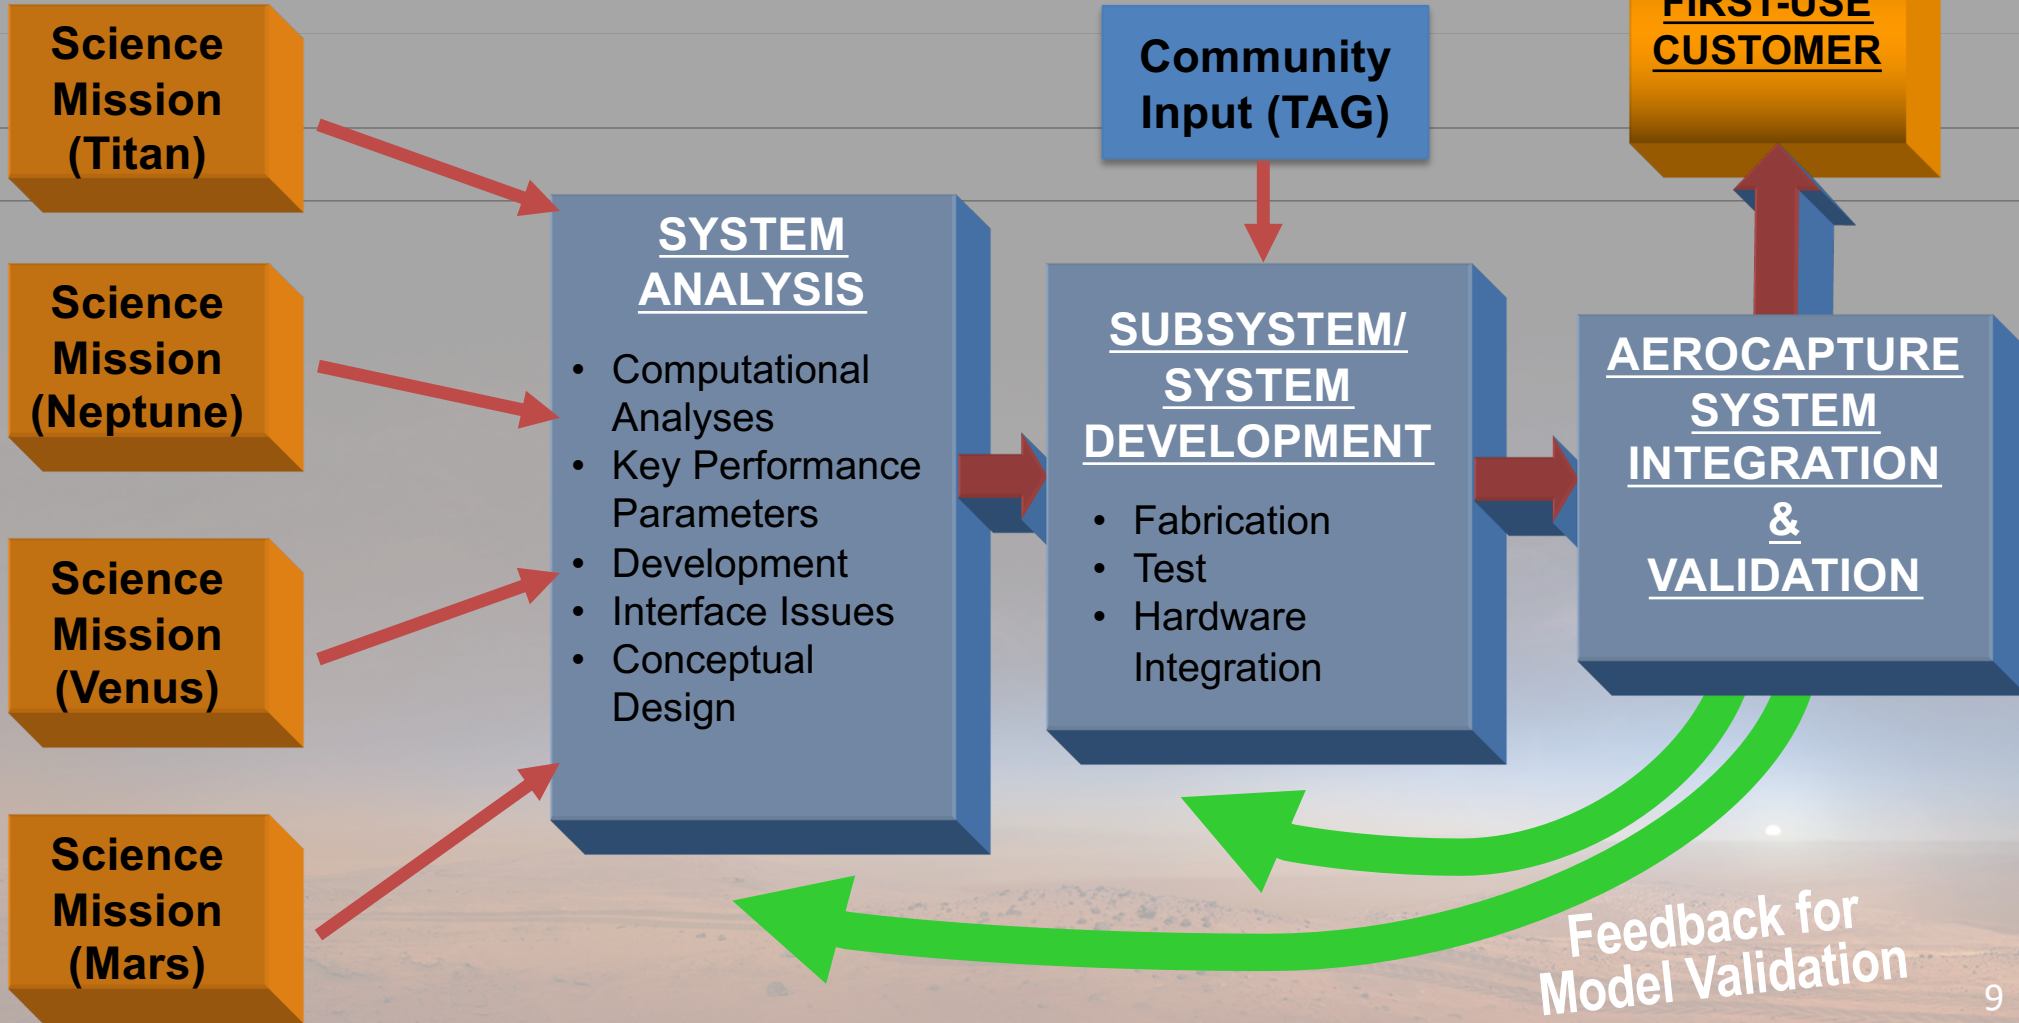 Science
Mission
(Titan)
Science
Mission
(Neptune)
Science
Mission
(Venus)
Science
Mission
(Mars)
SYSTEM
ANALYSIS
• Computational
Analyses
• Key Performance
Parameters
• Development
• Interface Issues
• Conceptual
Design
Community
Input (TAG)
SUBSYSTEM/
SYSTEM
DEVELOPMENT
• Fabrication
• Test
• Hardware
Integration
FIRST-USE
CUSTOMER
AEROCAPTURE
SYSTEM
INTEGRATION
&
VALIDATION
Feedback for
Model Validation
9